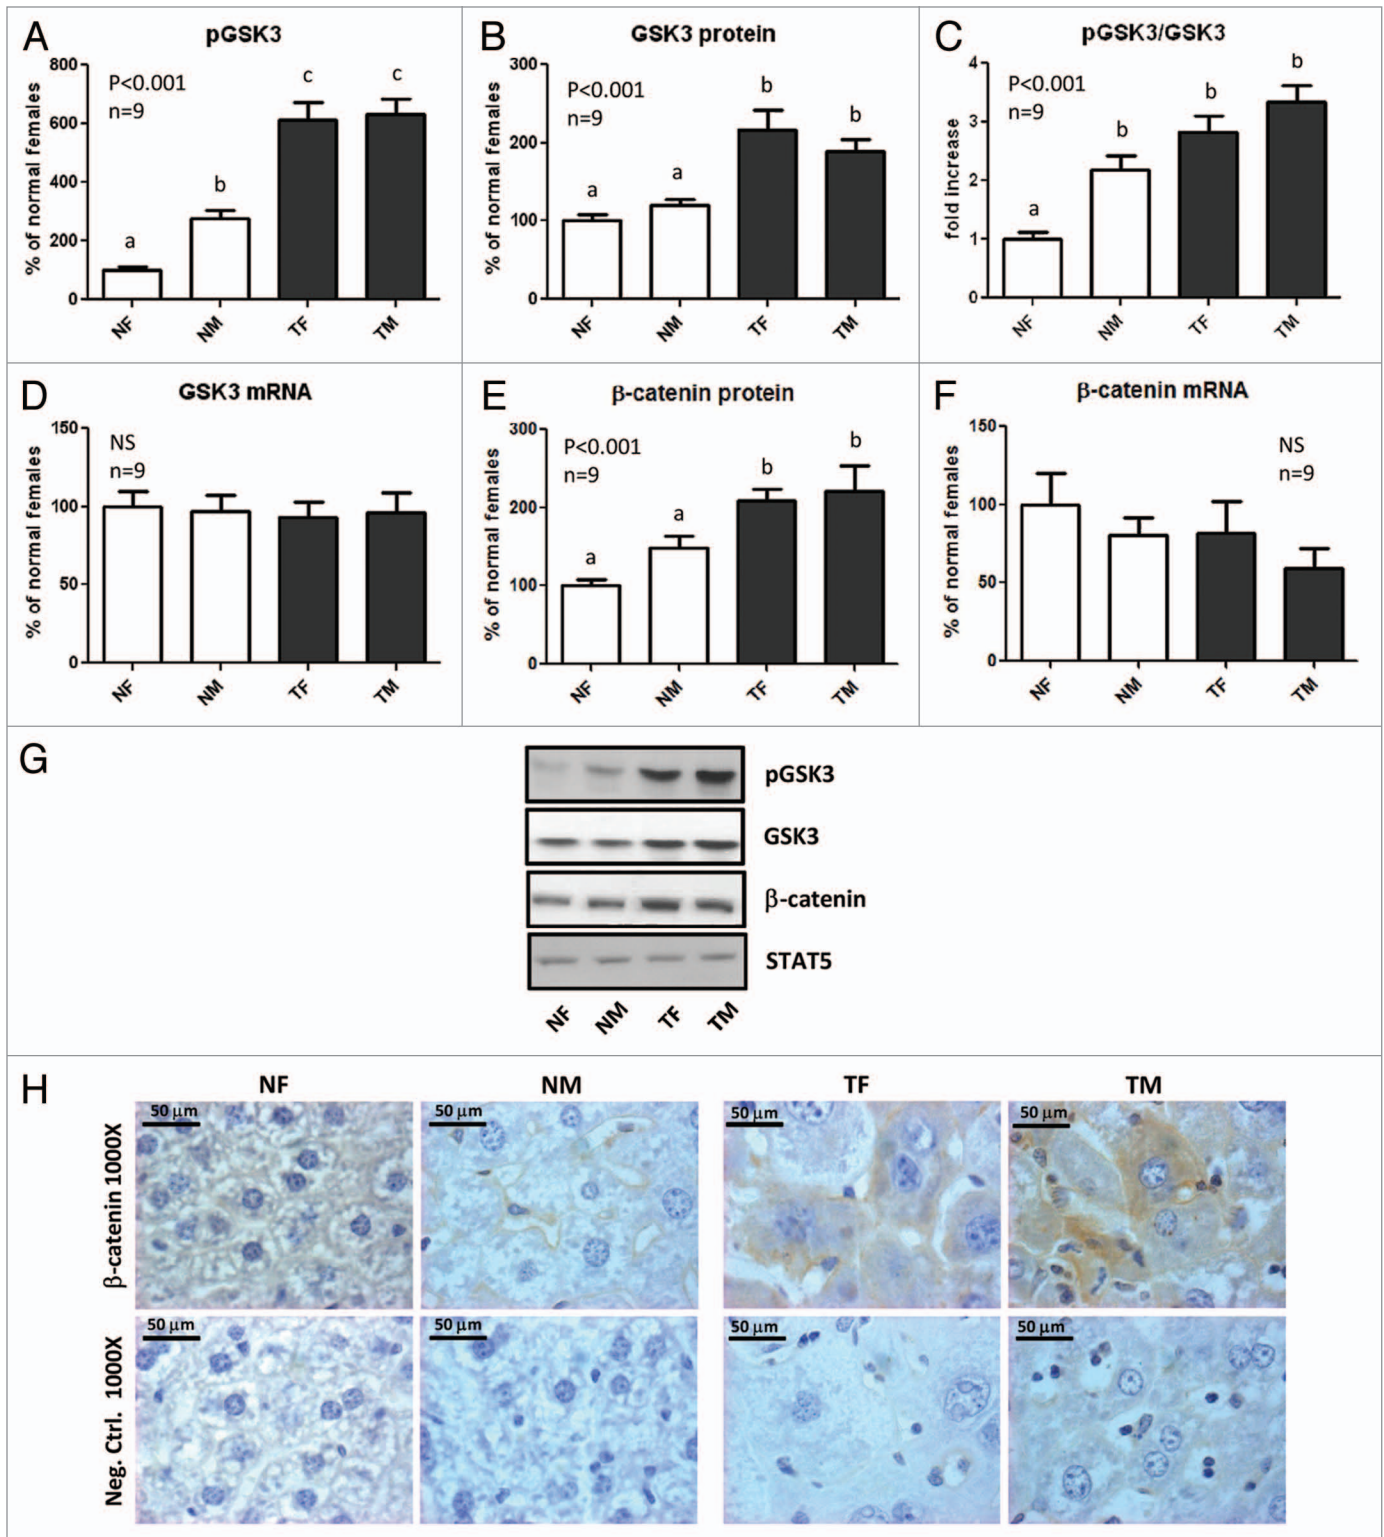 A
pGSK3
800
600
400
200
0
% of normal females
P<0.001
n=9
a
b
c
c
NF
NM
TF
TM
B
GSK3 protein
300
200
100
0
% of normal females
P<0.001
n=9
a
a
b
b
NF
NM
TF
TM
C
pGSK3/GSK3
4
3
2
1
0
fold increase
P<0.001
n=9
a
b
b
b
NF
NM
TF
TM
D
GSK3 mRNA
150
100
50
0
% of normal females
NS
n=9
NF
NM
TF
TM
E
β-catenin protein
300
200
100
0
% of normal females
P<0.001
n=9
a
a
b
b
NF
NM
TF
TM
F
β-catenin mRNA
150
100
50
0
% of normal females
NS
n=9
NF
NM
TF
TM
G
pGSK3
GSK3
β-catenin
STAT5
NF
NM
TF
TM
H
NF
NM
TF
TM
β-catenin 1000X
50 µm
50 µm
50 µm
50 µm
Neg. Ctrl. 1000X
50 µm
50 µm
50 µm
50 µm